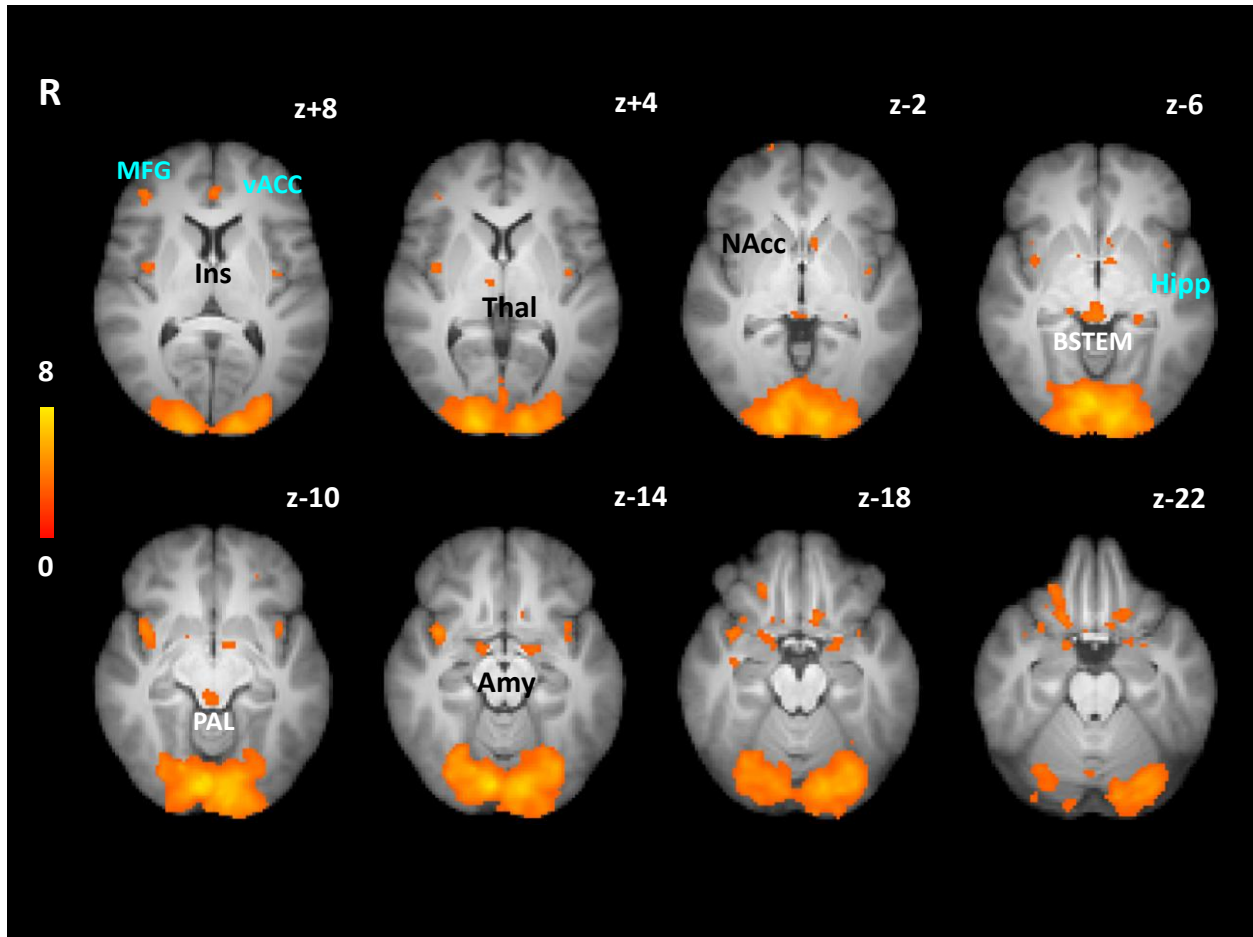 R
z+8
z+4
z-2
z-6
MFG
vACC
Ins
Thal
NAcc
Hipp
BSTEM
8
0
z-10
z-14
z-18
z-22
Amy
PAL